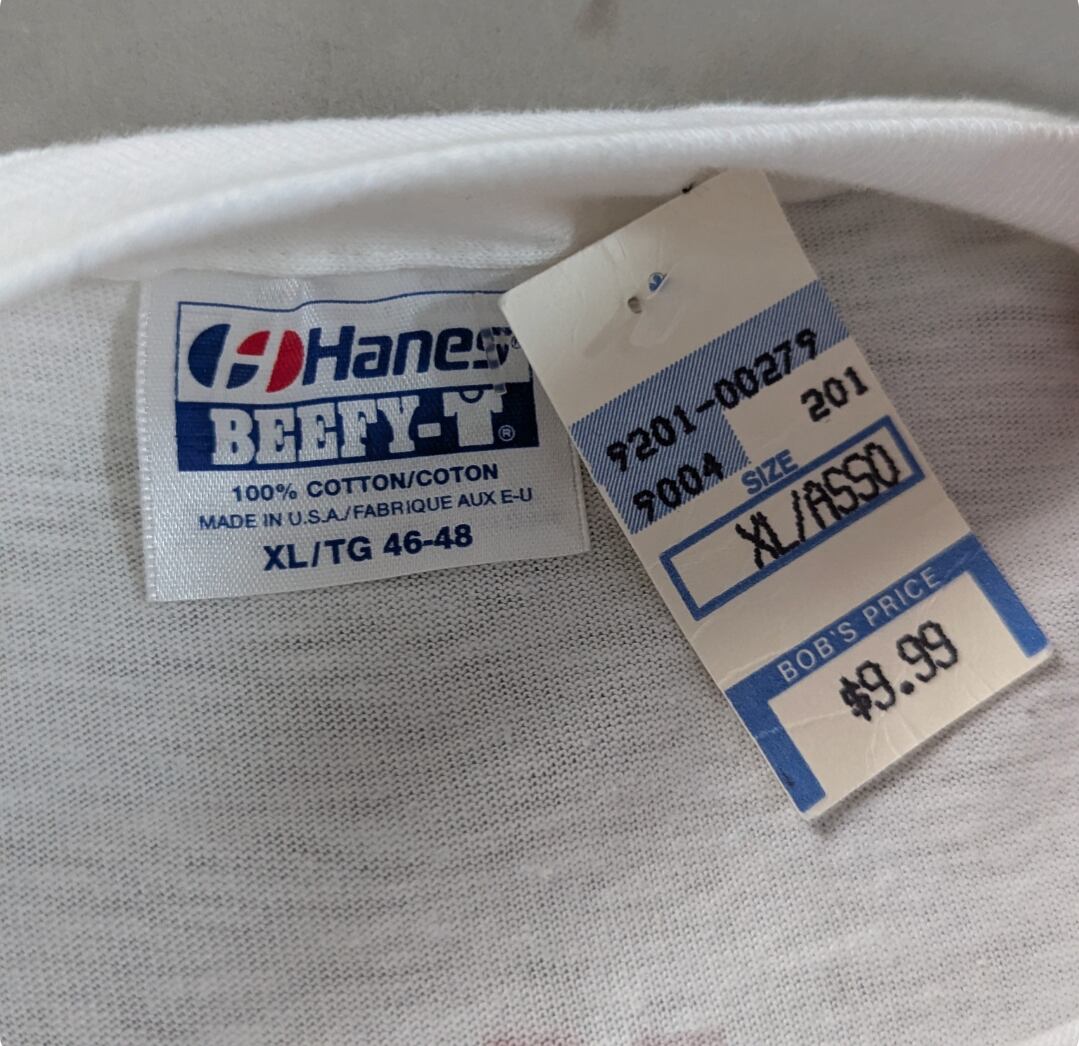 Hanes®
BEEFY-T®
100% COTTON/COTON
MADE IN U.S.A./FABRIQUE AUX E-U
XL/TG 46-48
9201-00279
9004 201
SIZE
XL/ASSO
BOB'S PRICE
$9.99